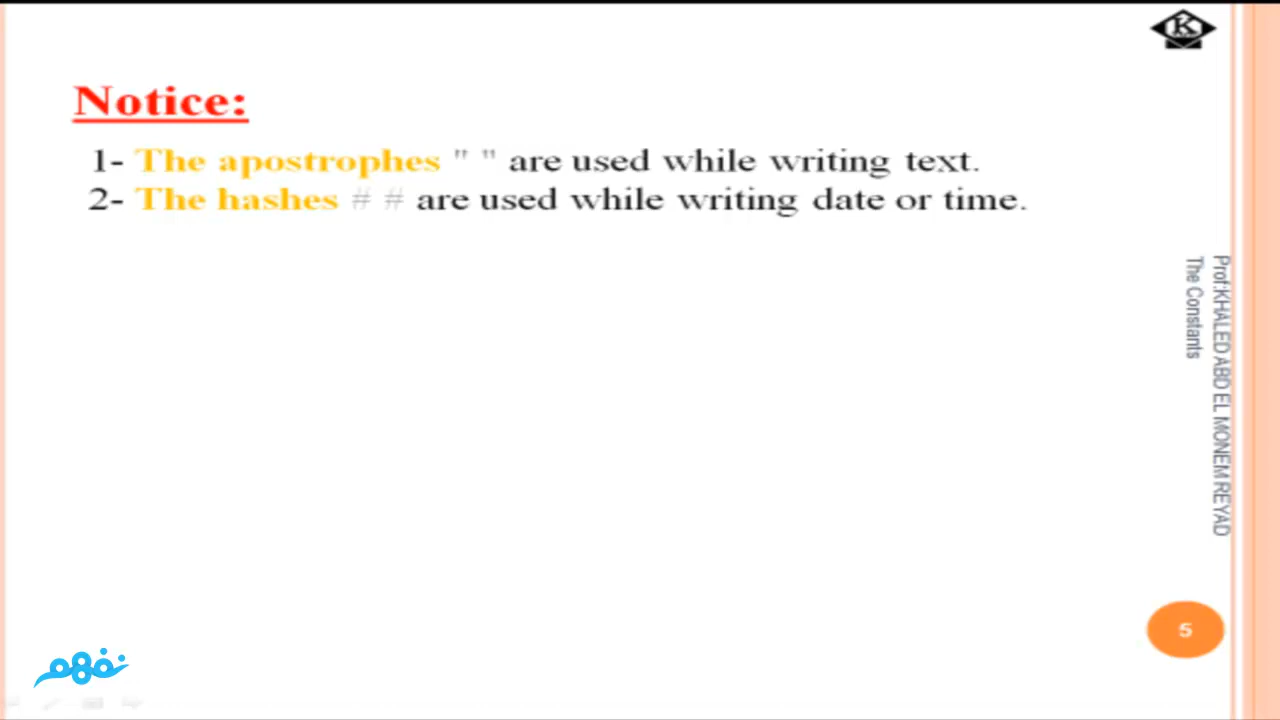 K
Notice:
1- The apostrophes " " are used while writing text.
2- The hashes # # are used while writing date or time.
Prof:KHALED ABD EL MONEM REYAD
The Constants
5
نفهم